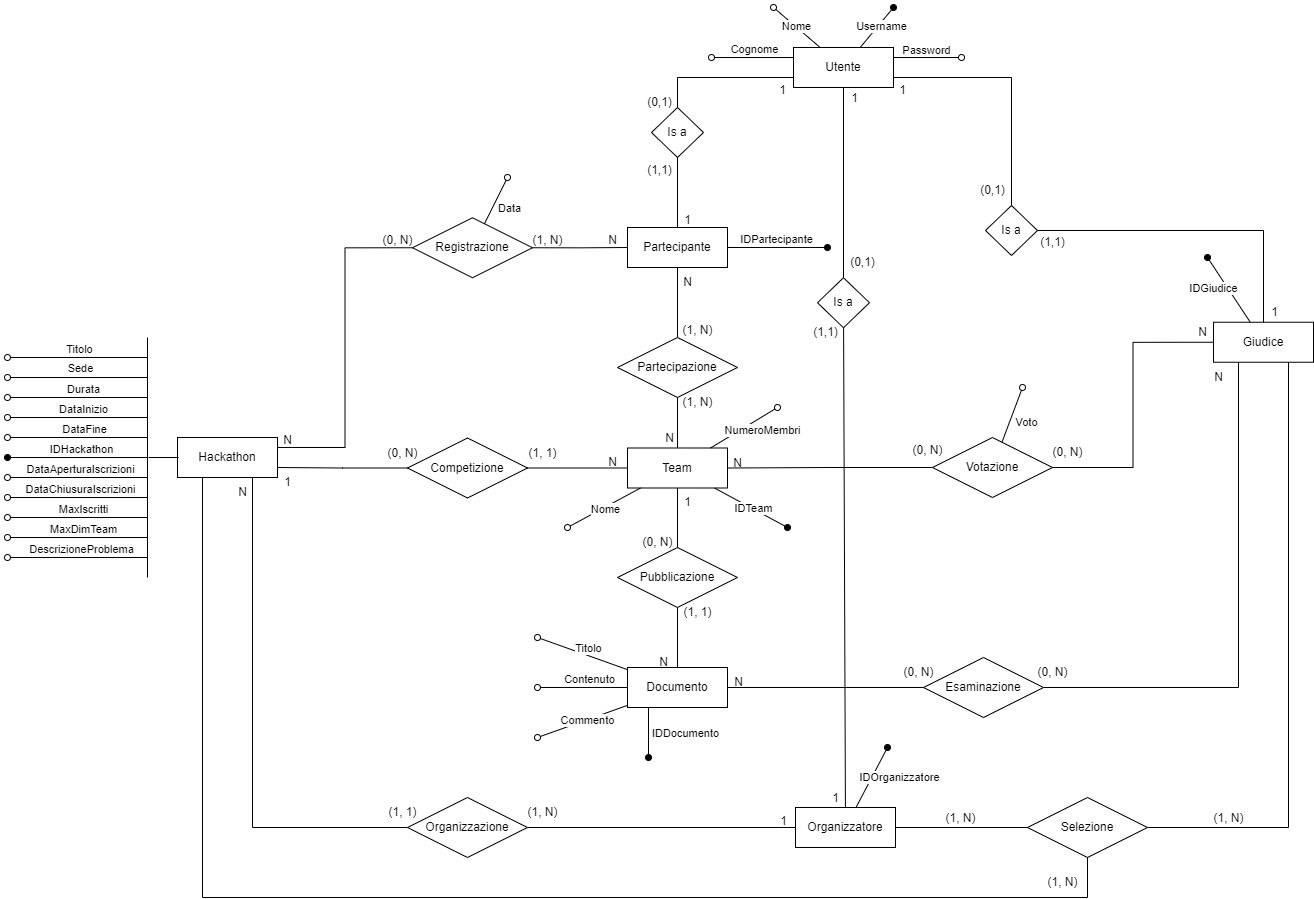 Nome
Username
Cognome
Password
Utente
1
1
1
(0,1)
Is a
(1,1)
(0,1)
Data
1
Is a
(0, N)
Registrazione
(1, N)
N
Partecipante
IDPartecipante
(1,1)
(0,1)
N
Is a
IDGiudice
1
(1, N)
(1,1)
N
Giudice
Titolo
Sede
Partecipazione
N
Durata
(1, N)
DataInizio
NumeroMembri
Voto
DataFine
N
N
IDHackathon
Hackathon
(0, N)
Competizione
(1, 1)
N
Team
N
(0, N)
Votazione
(0, N)
DataAperturaIscrizioni
DataChiusuraIscrizioni
N
1
1
MaxIscritti
Nome
IDTeam
MaxDimTeam
(0, N)
DescrizioneProblema
Pubblicazione
(1, 1)
Titolo
N
Contenuto
Documento
N
(0, N)
Esaminazione
(0, N)
Commento
IDDocumento
IDOrganizzatore
1
(1, 1)
Organizzazione
(1, N)
1
Organizzatore
(1, N)
Selezione
(1, N)
(1, N)